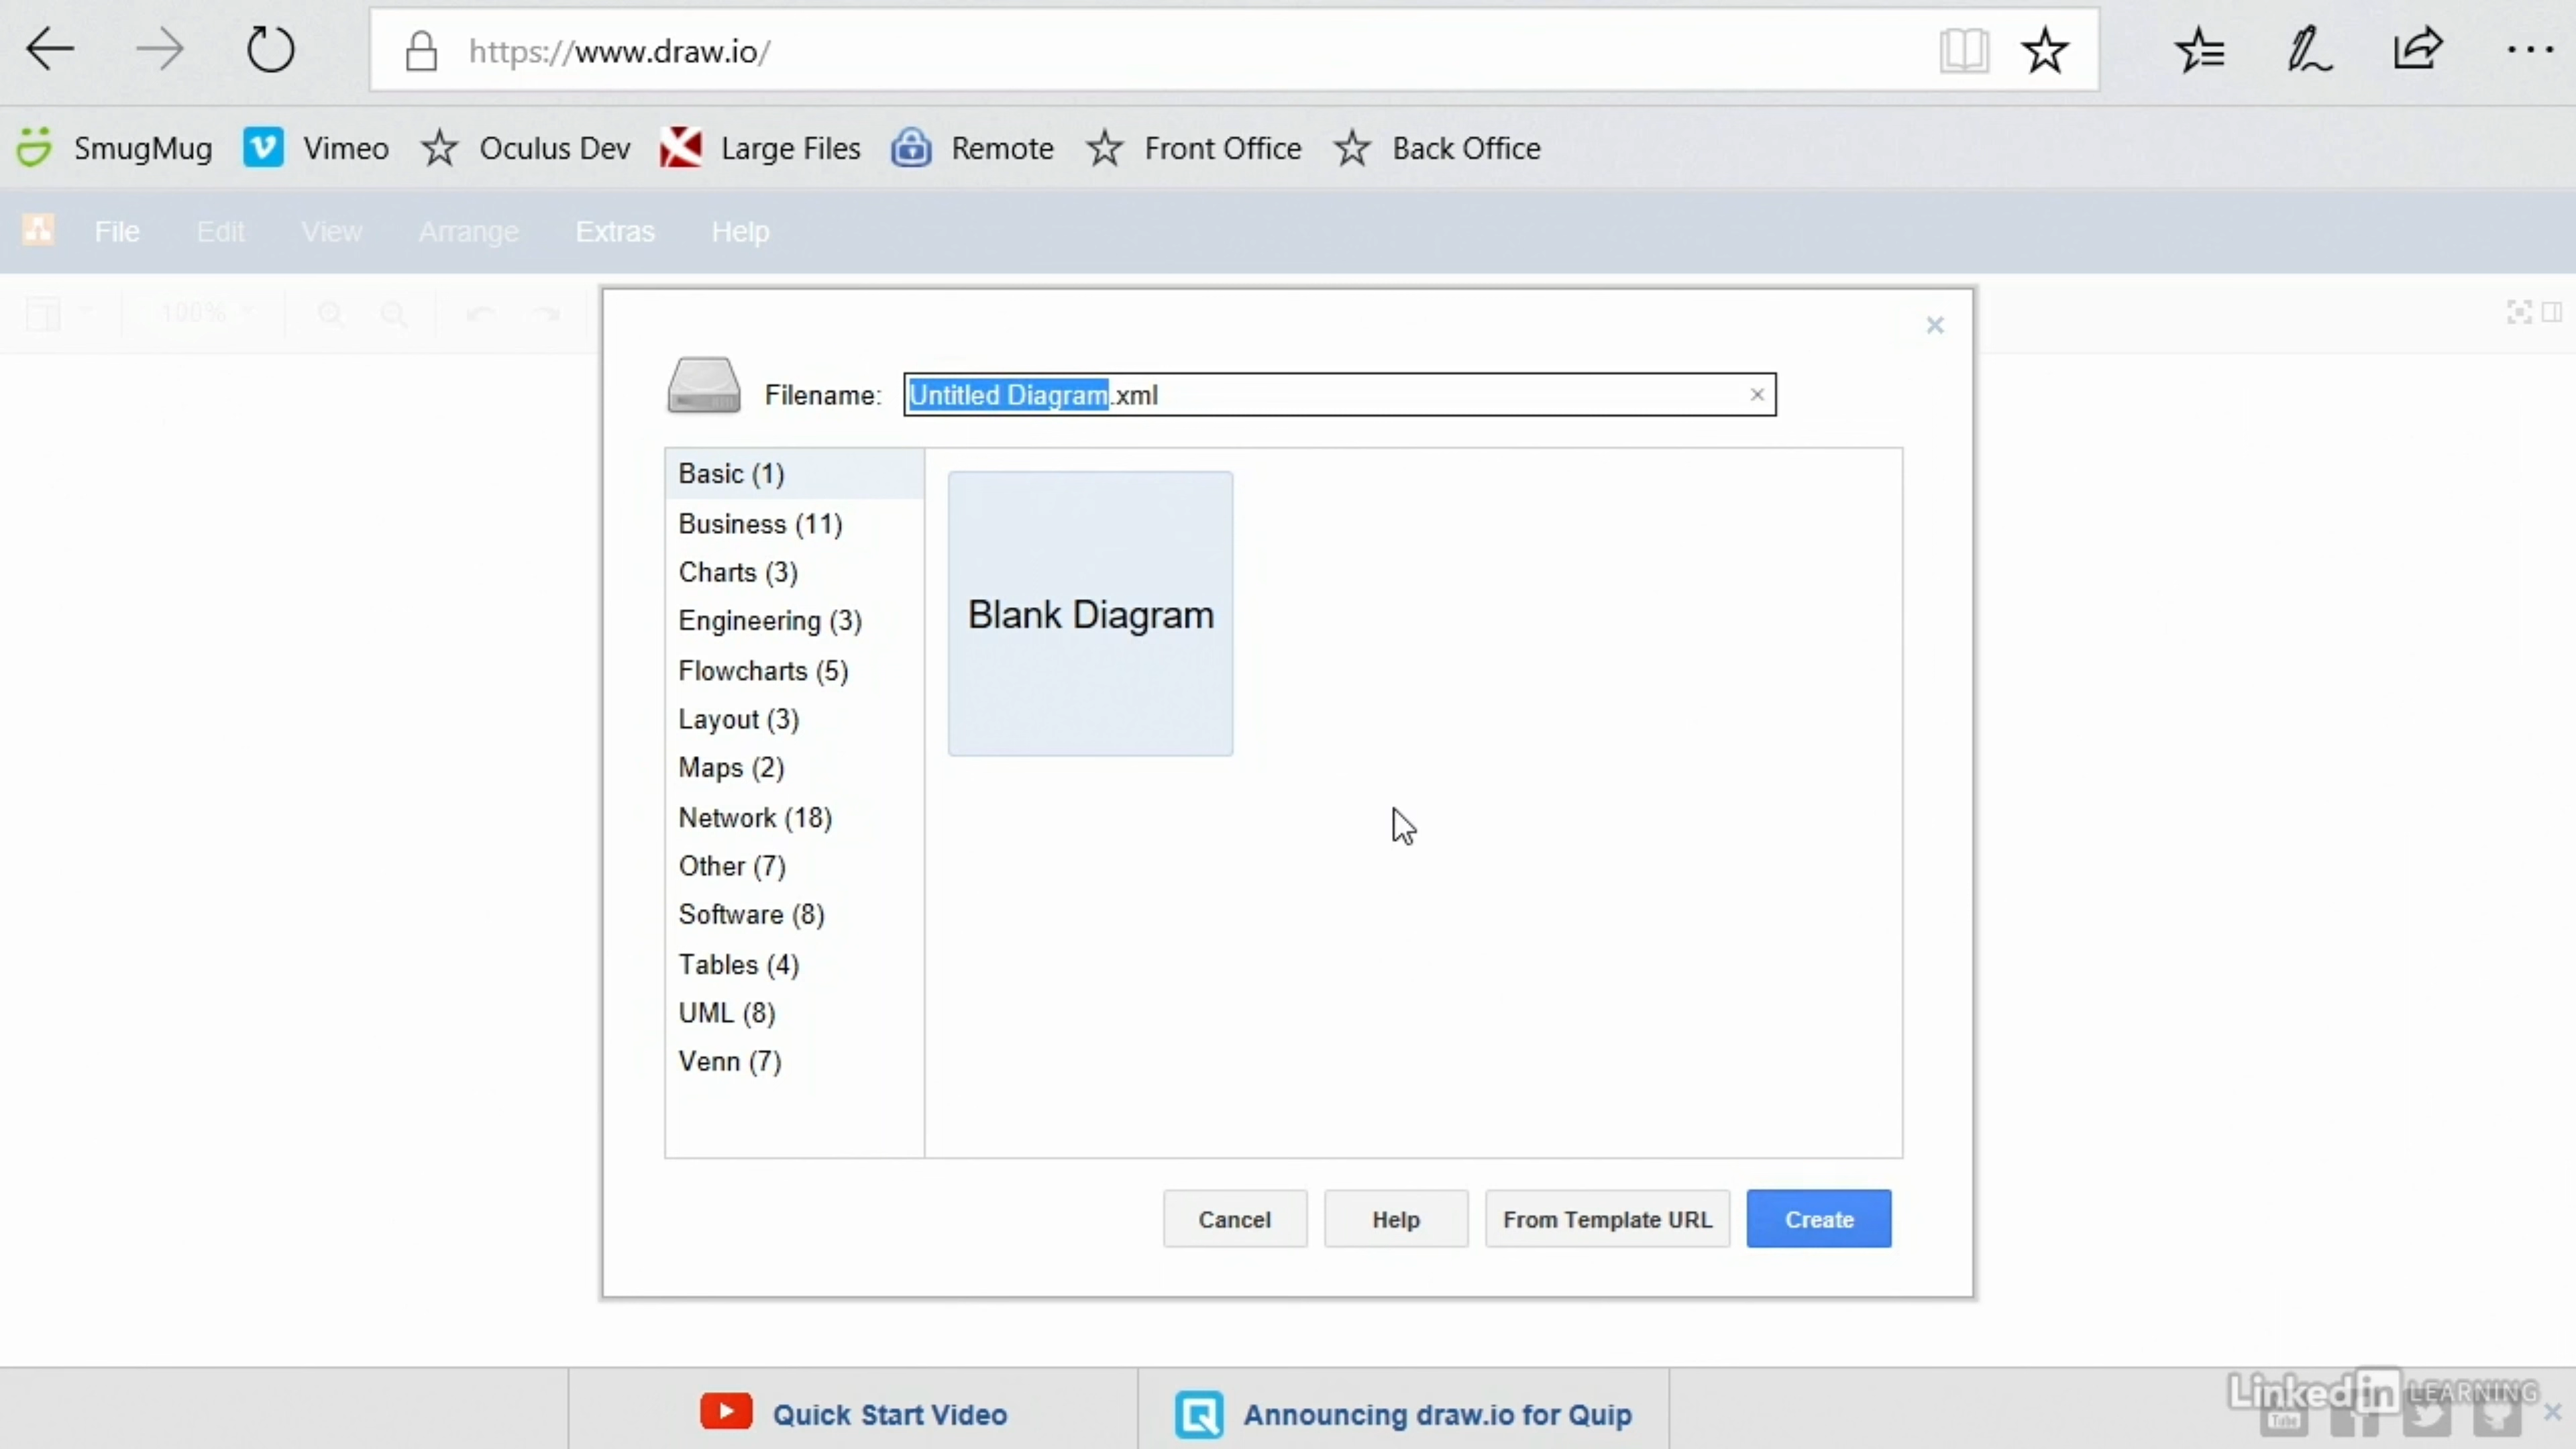 https://www.draw.io/
SmugMug Vimeo Oculus Dev Large Files Remote Front Office Back Office
File Edit View Arrange Extras Help
100%
Filename: Untitled Diagram.xml
Basic (1)
Business (11)
Charts (3)
Engineering (3)
Flowcharts (5)
Layout (3)
Maps (2)
Network (18)
Other (7)
Software (8)
Tables (4)
UML (8)
Venn (7)
Blank Diagram
Cancel Help From Template URL Create
Quick Start Video Announcing draw.io for Quip
LinkedIn LEARNING
Tube